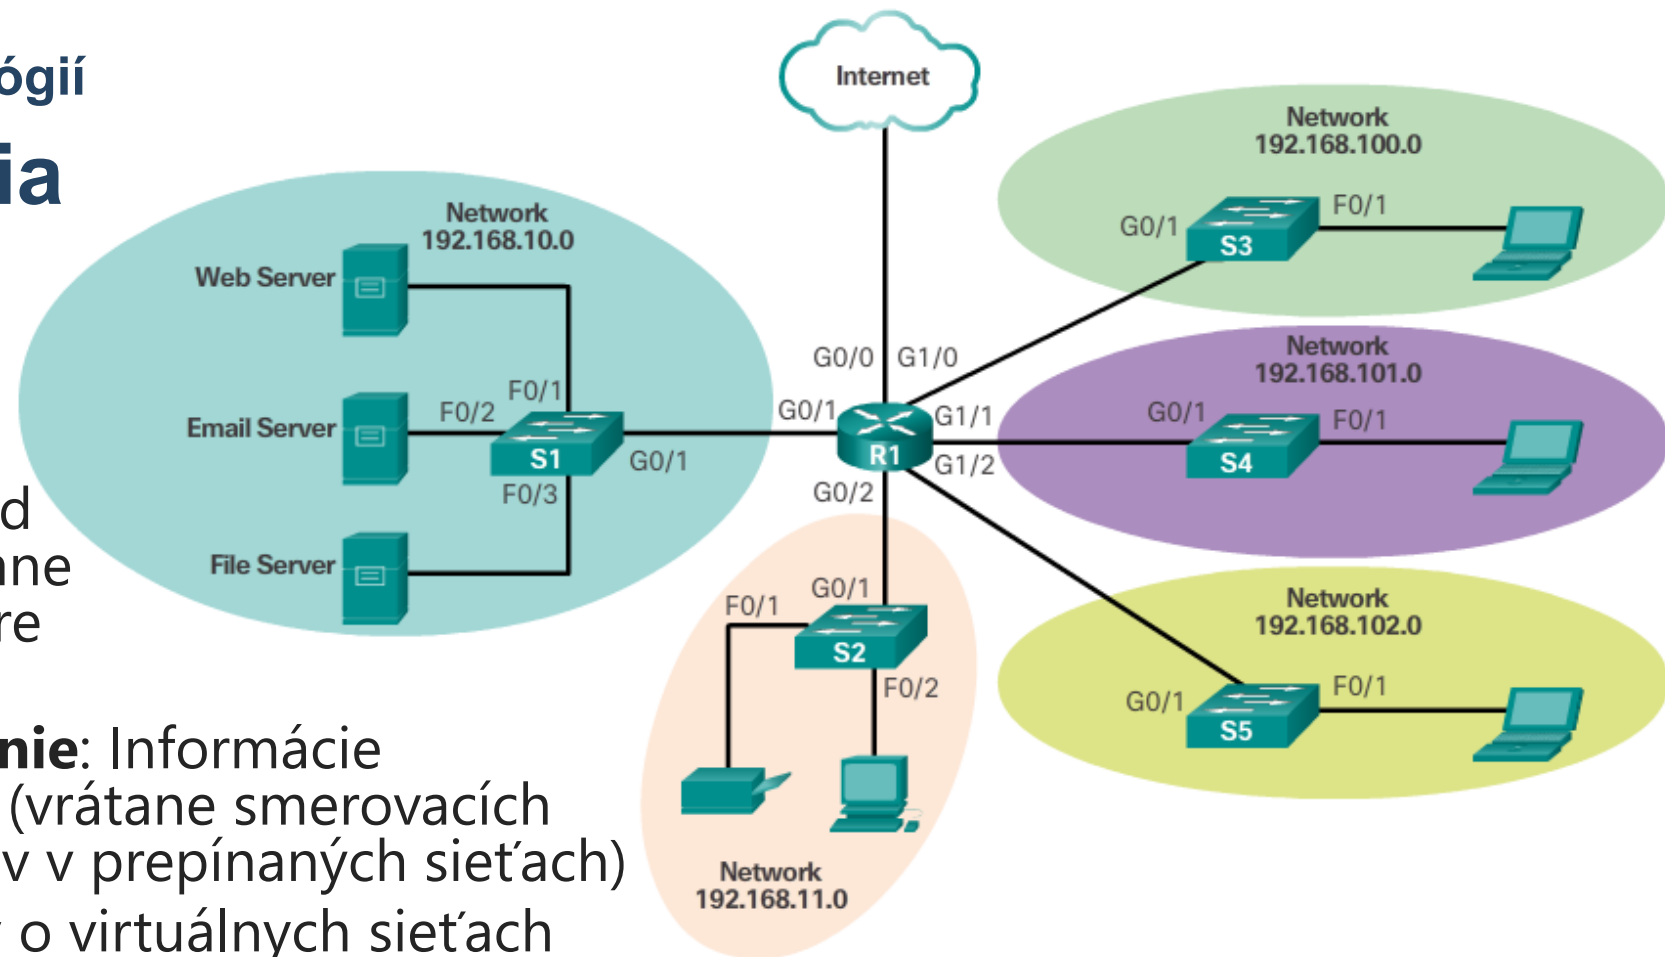 ógií
ia
d
nne
re
nie: Informácie
(vrátane smerovacích
v v prepínaných sieťach)
o virtuálnych sieťach
Internet
Network
192.168.10.0
Web Server
Email Server
File Server
F0/1
F0/2
F0/3
S1
G0/1
G0/1
G0/0
G1/0
G1/1
G1/2
G0/2
R1
Network
192.168.100.0
G0/1
S3
F0/1
Network
192.168.101.0
G0/1
S4
F0/1
Network
192.168.102.0
G0/1
S5
F0/1
G0/1
F0/1
S2
F0/2
Network
192.168.11.0